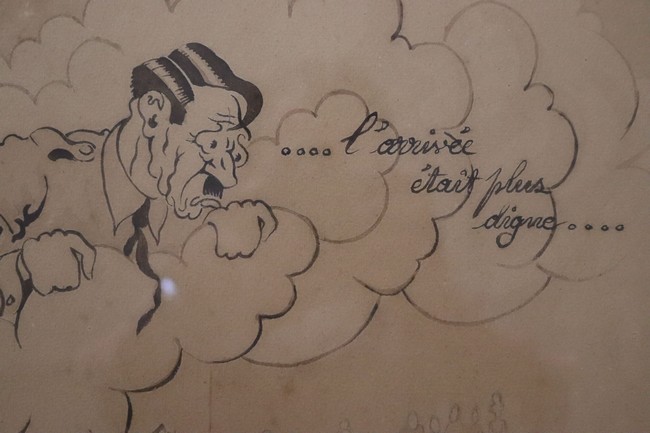 .... l'arrivée
était plus
digne....